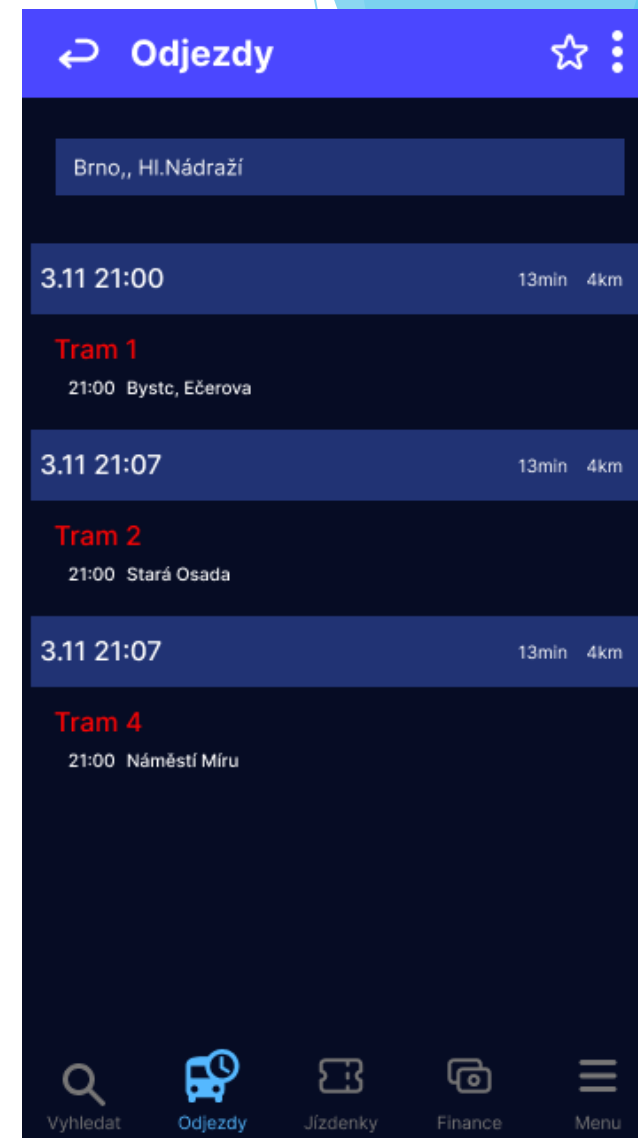 Odjezdy
Brno,, Hl.Nádraží
3.11 21:00 13min 4km
Tram 1
21:00 Bystc, Ečerova
3.11 21:07 13min 4km
Tram 2
21:00 Stará Osada
3.11 21:07 13min 4km
Tram 4
21:00 Náměstí Míru
Vyhledat Odjezdy Jízdenky Finance Menu